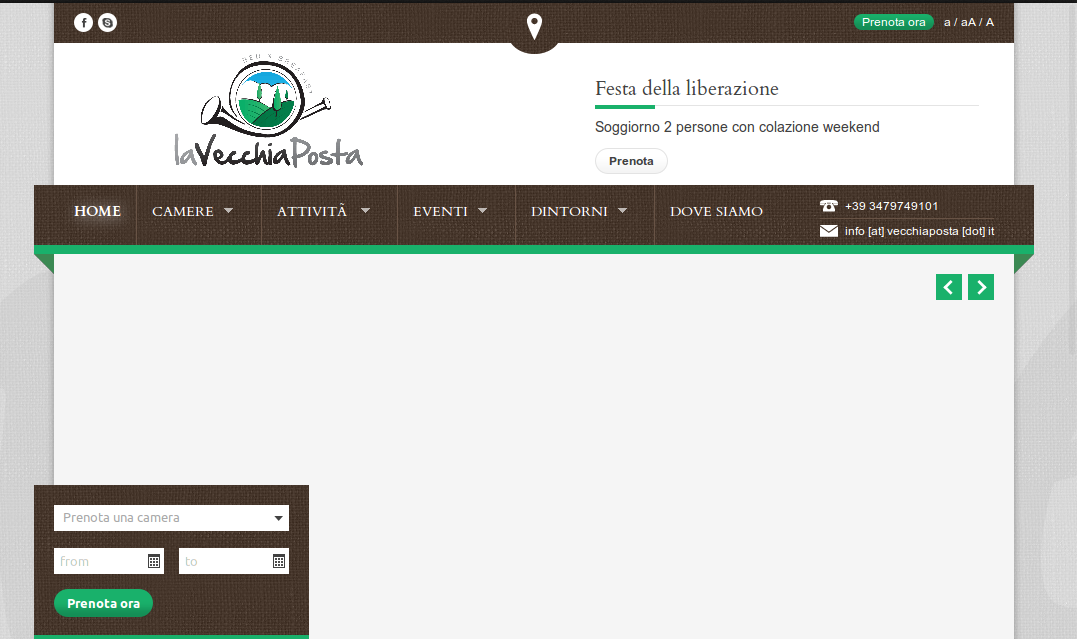 Prenota ora
a / aA / A
BED & BREAKFAST
laVecchiaPosta
Festa della liberazione
Soggiorno 2 persone con colazione weekend
Prenota
HOME
CAMERE
ATTIVITÃ
EVENTI
DINTORNI
DOVE SIAMO
+39 3479749101
info [at] vecchiaposta [dot] it
Prenota una camera
from
to
Prenota ora